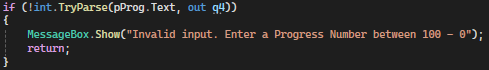 if (!int.TryParse(pProg.Text, out q4))
{
MessageBox.Show("Invalid input. Enter a Progress Number between 100 - 0");
return;
}